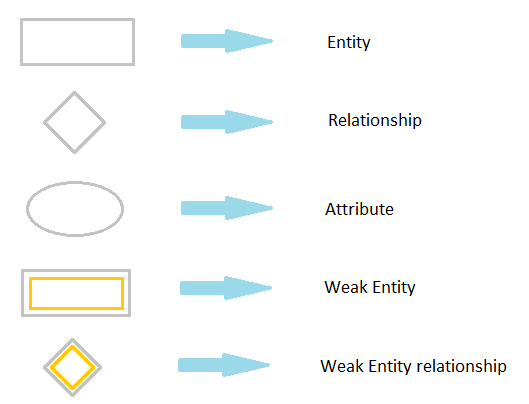 Entity
Relationship
Attribute
Weak Entity
Weak Entity relationship